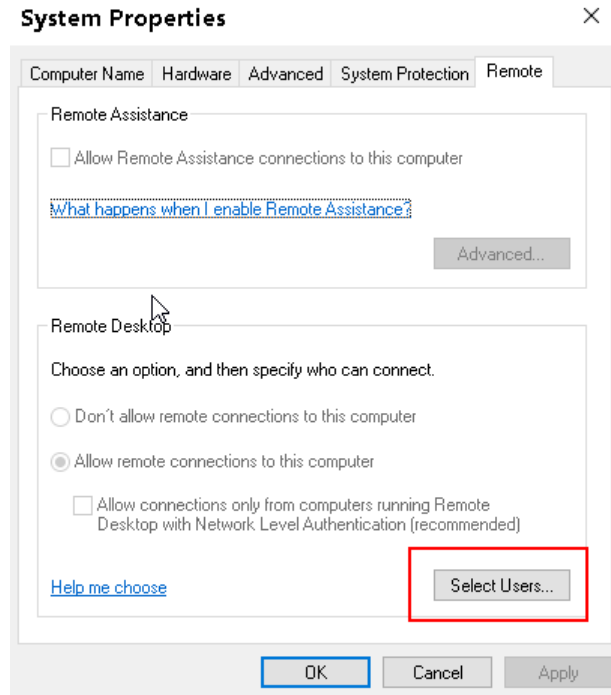 System Properties
Computer Name Hardware Advanced System Protection Remote
Remote Assistance
Allow Remote Assistance connections to this computer
What happens when I enable Remote Assistance?
Advanced...
Remote Desktop
Choose an option, and then specify who can connect.
Don´t allow remote connections to this computer
Allow remote connections to this computer
Allow connections only from computers running Remote
Desktop with Network Level Authentication (recommended)
Help me choose
Select Users...
OK Cancel Apply